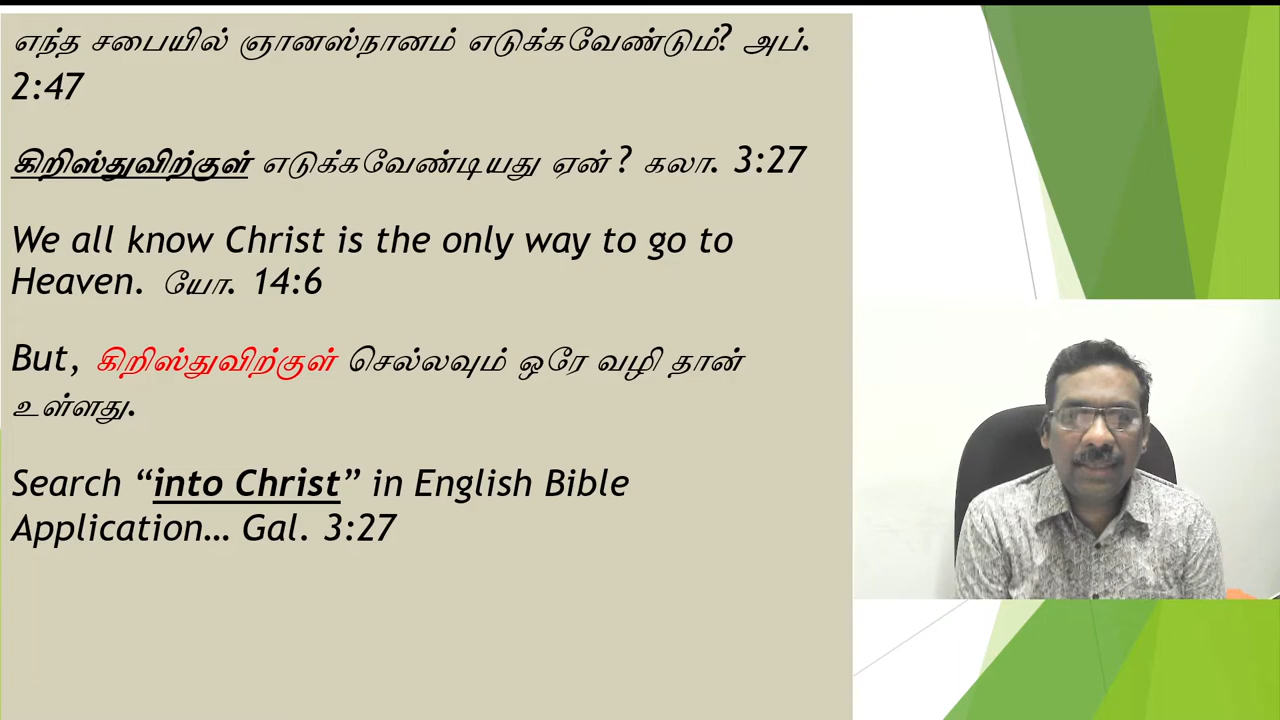 எந்த சபையில் ஞானஸ்நானம் எடுக்கவேண்டும்? அப்.
2:47
கிறிஸ்துவிற்குள் எடுக்கவேண்டியது ஏன் ? கலா. 3:27
We all know Christ is the only way to go to
Heaven. யோ. 14:6
But, கிறிஸ்துவிற்குள் செல்லவும் ஒரே வழி தான்
உள்ளது.
Search “into Christ” in English Bible
Application… Gal. 3:27